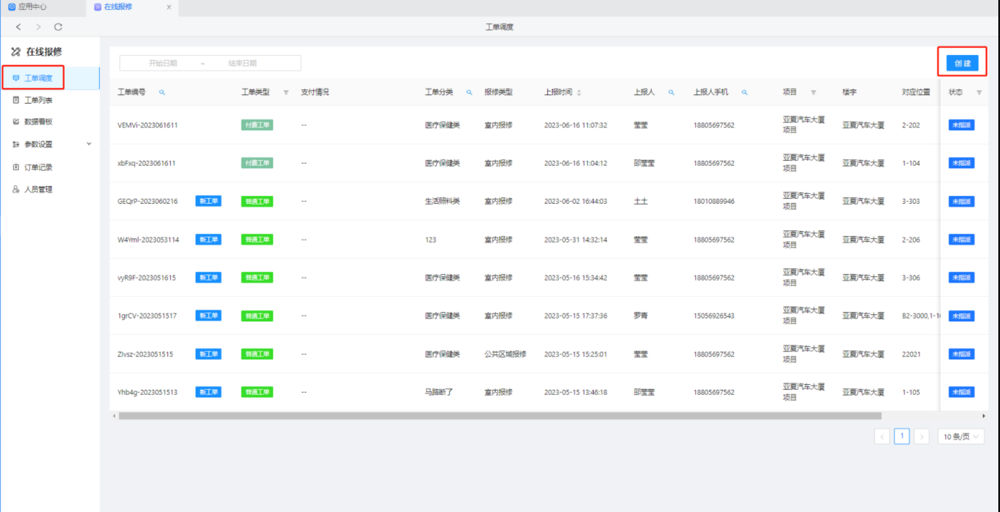 应用中心
在线报修
工单调度
在线报修
工单调度
工单列表
数据看板
参数设置
订单记录
人员管理
开始日期 ~ 结束日期
创建
工单编号 工单类型 支付情况 工单分类 报修类型 上报时间 上报人 上报人手机 项目 楼宇 对应位置 状态
VEMVi-2023061611 付费工单 -- 医疗保健类 室内报修 2023-06-16 11:07:32 莹莹 18805697562 亚夏汽车大厦项目 亚夏汽车大厦 2-202 未指派
xbFxq-2023061611 付费工单 -- 医疗保健类 室内报修 2023-06-16 11:04:12 邵莹莹 18805697562 亚夏汽车大厦项目 亚夏汽车大厦 1-104 未指派
GEQrP-2023060216 新工单 普通工单 -- 生活照料类 室内报修 2023-06-02 16:44:03 土土 18010889946 亚夏汽车大厦项目 亚夏汽车大厦 3-303 未指派
W4Yml-2023053114 新工单 普通工单 -- 123 室内报修 2023-05-31 14:32:14 莹莹 18805697562 亚夏汽车大厦项目 亚夏汽车大厦 2-206 未指派
vyR9F-2023051615 新工单 普通工单 -- 医疗保健类 室内报修 2023-05-16 15:34:42 莹莹 18805697562 亚夏汽车大厦项目 亚夏汽车大厦 3-306 未指派
1grCV-2023051517 新工单 普通工单 -- 医疗保健类 室内报修 2023-05-15 17:37:36 罗青 15056926543 亚夏汽车大厦项目 亚夏汽车大厦 B2-3000,1-1 未指派
ZIvsz-2023051515 新工单 普通工单 -- 医疗保健类 公共区域报修 2023-05-15 15:25:01 莹莹 18805697562 亚夏汽车大厦项目 亚夏汽车大厦 22021 未指派
Yhb4g-2023051513 新工单 普通工单 -- 马路断了 室内报修 2023-05-15 13:46:18 邵莹莹 18805697562 亚夏汽车大厦项目 亚夏汽车大厦 1-105 未指派
1 10 条/页